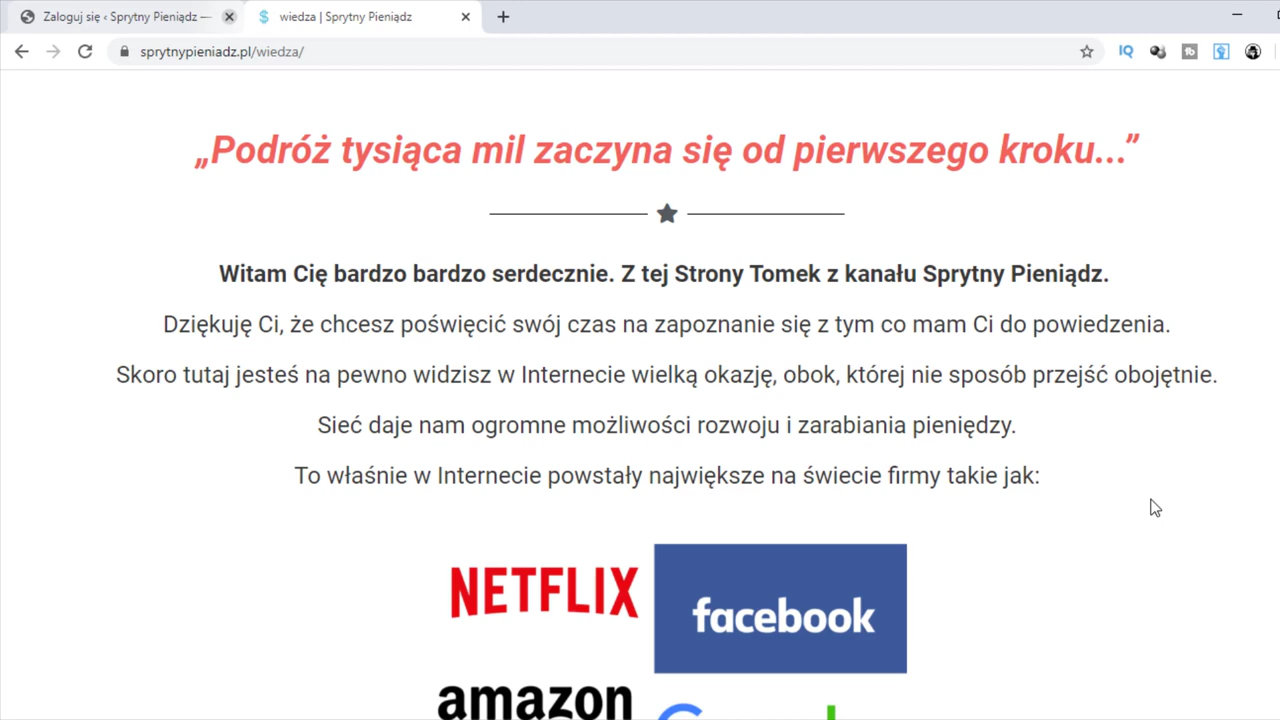 Zaloguj się ‹ Sprytny Pieniądz —
wiedza | Sprytny Pieniądz
sprytnypieniadz.pl/wiedza/
IQ
tb
„Podróż tysiąca mil zaczyna się od pierwszego kroku...”
Witam Cię bardzo bardzo serdecznie. Z tej Strony Tomek z kanału Sprytny Pieniądz.
Dziękuję Ci, że chcesz poświęcić swój czas na zapoznanie się z tym co mam Ci do powiedzenia.
Skoro tutaj jesteś na pewno widzisz w Internecie wielką okazję, obok, której nie sposób przejść obojętnie.
Sieć daje nam ogromne możliwości rozwoju i zarabiania pieniędzy.
To właśnie w Internecie powstały największe na świecie firmy takie jak:
NETFLIX
facebook
amazon